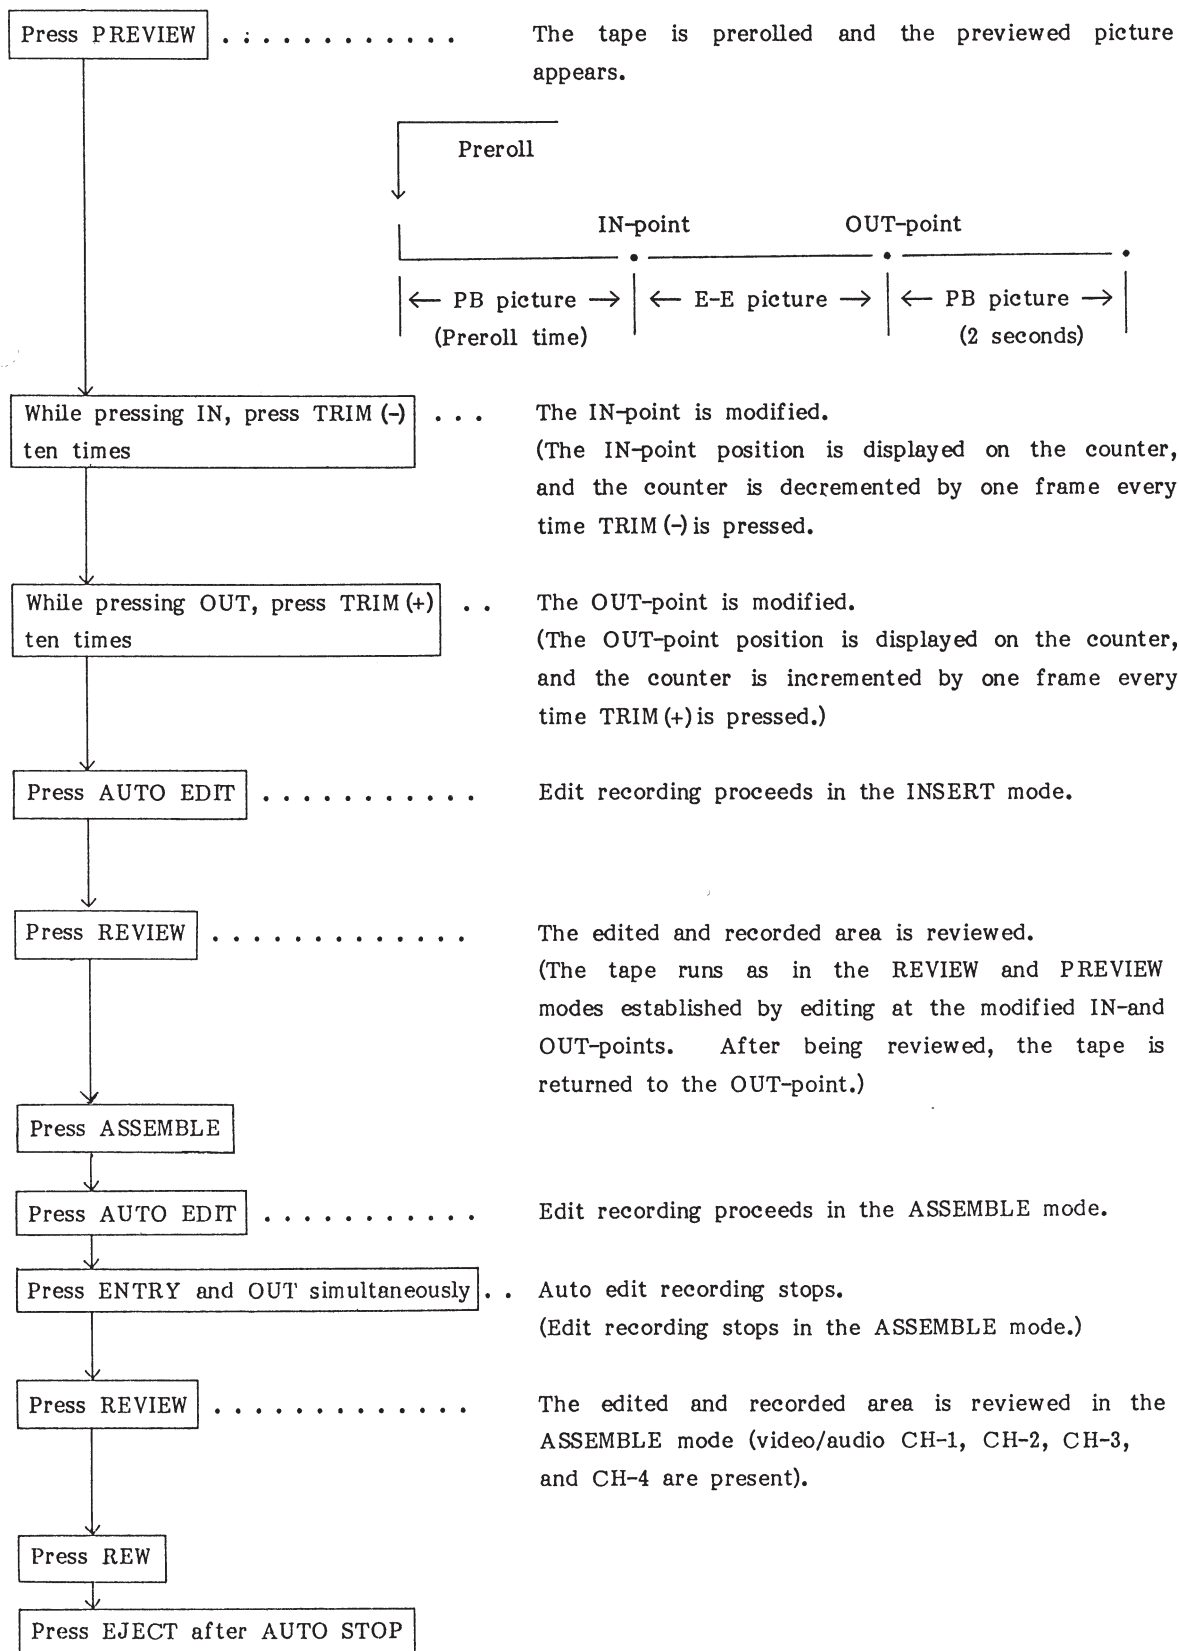 Press PREVIEW . . . . . . . . . . . . The tape is prerolled and the previewed picture
appears.
Preroll
IN-point OUT-point
← PB picture → ← E-E picture → ← PB picture →
(Preroll time) (2 seconds)
While pressing IN, press TRIM (-) . . . The IN-point is modified.
ten times (The IN-point position is displayed on the counter,
and the counter is decremented by one frame every
time TRIM (-) is pressed.
While pressing OUT, press TRIM (+) . . The OUT-point is modified.
ten times (The OUT-point position is displayed on the counter,
and the counter is incremented by one frame every
time TRIM (+) is pressed.)
Press AUTO EDIT . . . . . . . . . . . Edit recording proceeds in the INSERT mode.
Press REVIEW . . . . . . . . . . . . . The edited and recorded area is reviewed.
(The tape runs as in the REVIEW and PREVIEW
modes established by editing at the modified IN-and
OUT-points. After being reviewed, the tape is
returned to the OUT-point.)
Press ASSEMBLE
Press AUTO EDIT . . . . . . . . . . . Edit recording proceeds in the ASSEMBLE mode.
Press ENTRY and OUT simultaneously . . Auto edit recording stops.
(Edit recording stops in the ASSEMBLE mode.)
Press REVIEW . . . . . . . . . . . . . The edited and recorded area is reviewed in the
ASSEMBLE mode (video/audio CH-1, CH-2, CH-3,
and CH-4 are present).
Press REW
Press EJECT after AUTO STOP